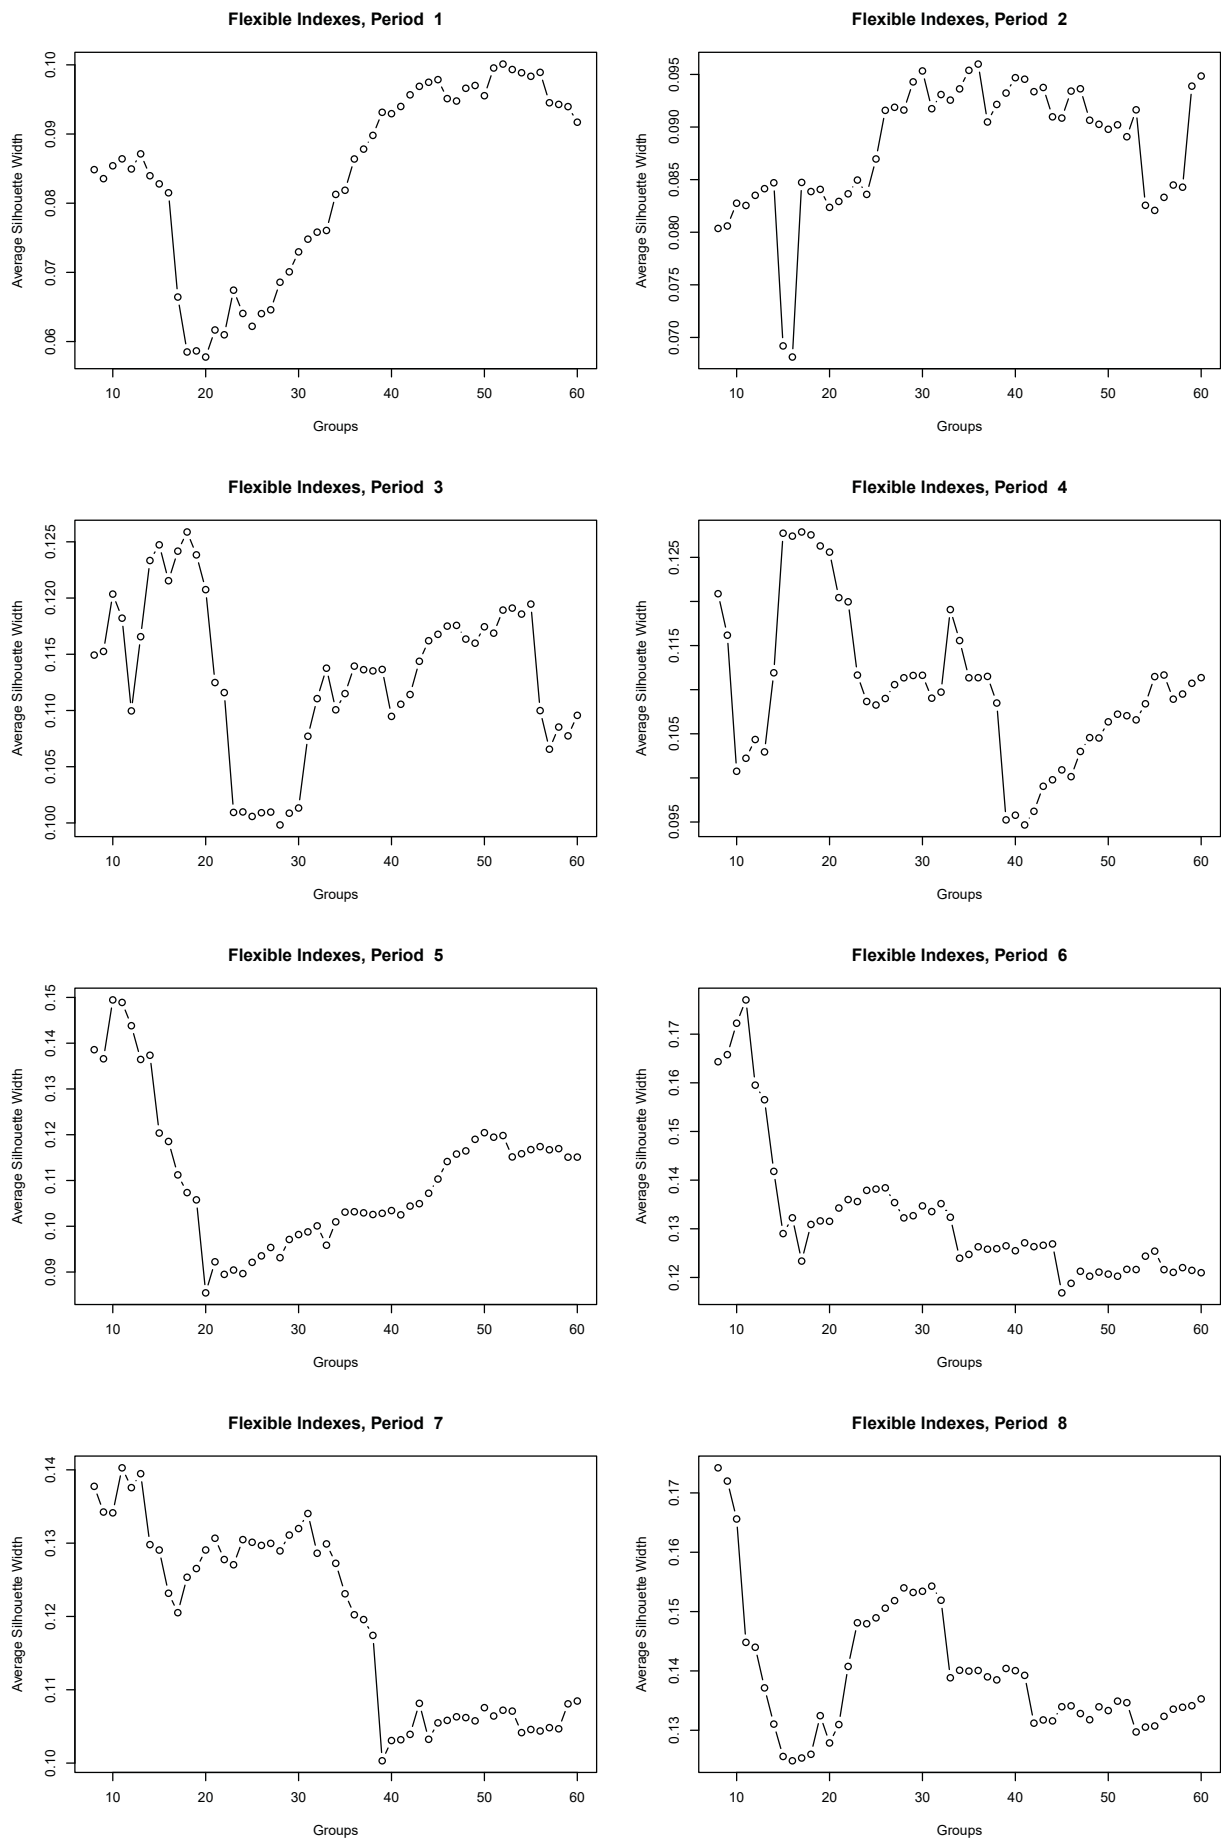 Flexible Indexes, Period 1
Average Silhouette Width
0.10
0.09
0.08
0.07
0.06
10 20 30 40 50 60
Groups
Flexible Indexes, Period 2
Average Silhouette Width
0.095
0.090
0.085
0.080
0.075
0.070
10 20 30 40 50 60
Groups
Flexible Indexes, Period 3
Average Silhouette Width
0.125
0.120
0.115
0.110
0.105
0.100
10 20 30 40 50 60
Groups
Flexible Indexes, Period 4
Average Silhouette Width
0.125
0.115
0.105
0.095
10 20 30 40 50 60
Groups
Flexible Indexes, Period 5
Average Silhouette Width
0.15
0.14
0.13
0.12
0.11
0.10
0.09
10 20 30 40 50 60
Groups
Flexible Indexes, Period 6
Average Silhouette Width
0.17
0.16
0.15
0.14
0.13
0.12
10 20 30 40 50 60
Groups
Flexible Indexes, Period 7
Average Silhouette Width
0.14
0.13
0.12
0.11
0.10
10 20 30 40 50 60
Groups
Flexible Indexes, Period 8
Average Silhouette Width
0.17
0.16
0.15
0.14
0.13
10 20 30 40 50 60
Groups